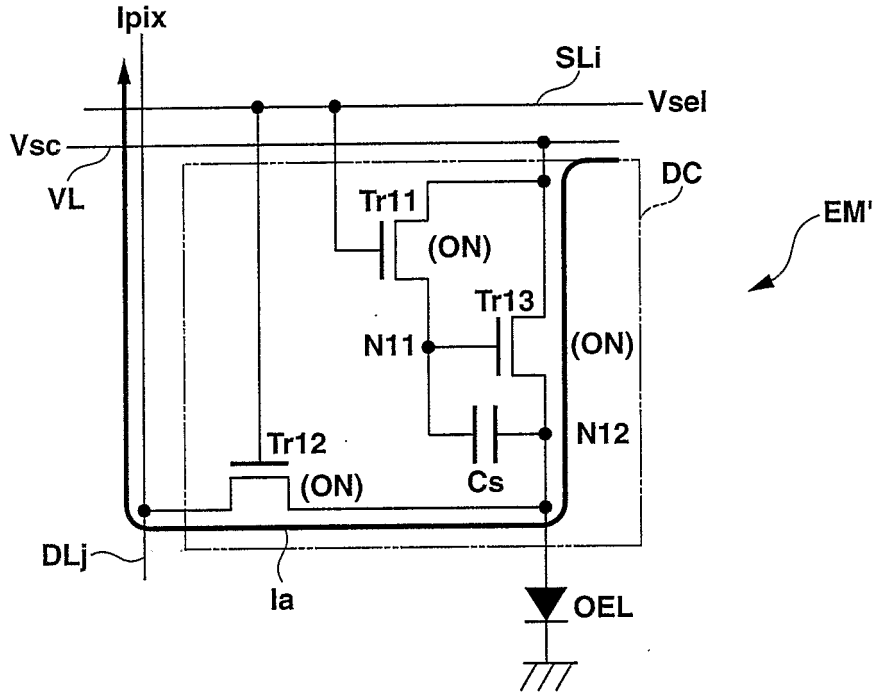 Ipix
SLi
Vsel
Vsc
VL
DC
EM'
Tr11
(ON)
Tr13
N11
(ON)
N12
Tr12
(ON)
Cs
DLj
Ia
OEL